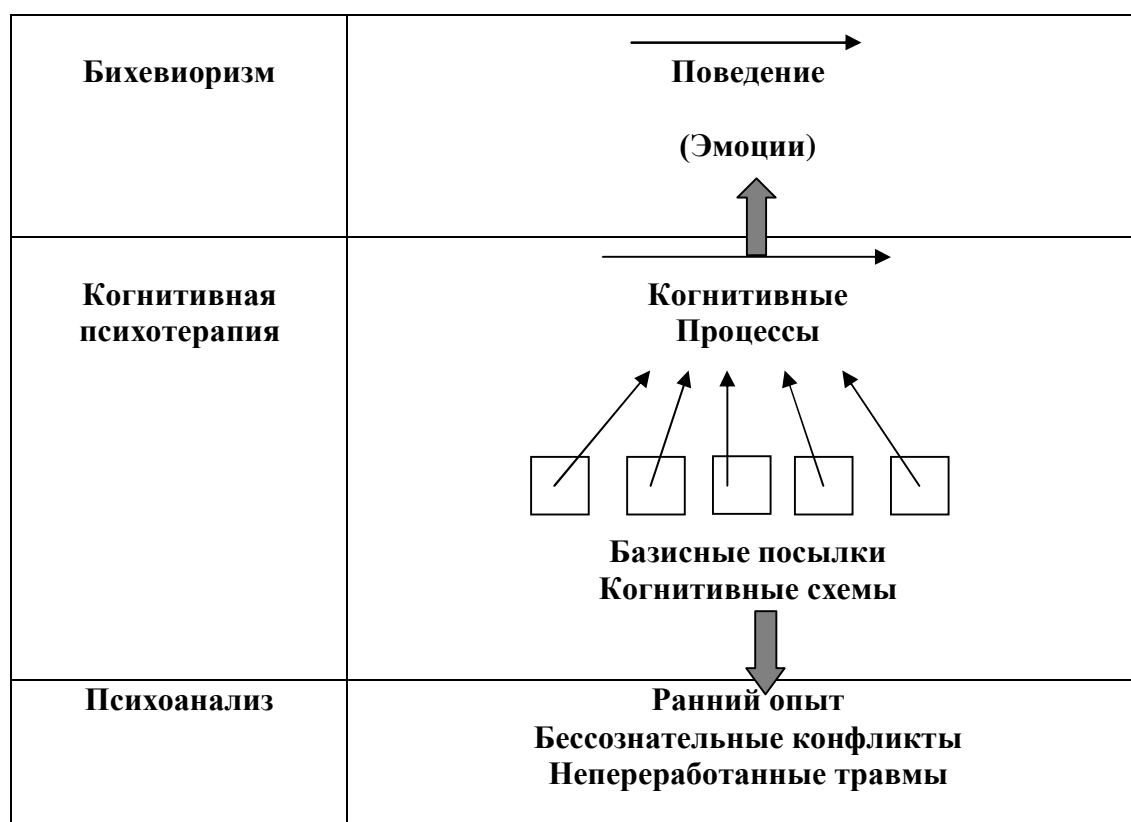 Бихевиоризм
Поведение
(Эмоции)
Когнитивная
психотерапия
Когнитивные
Процессы
Базисные посылки
Когнитивные схемы
Психоанализ
Ранний опыт
Бессознательные конфликты
Непереработанные травмы